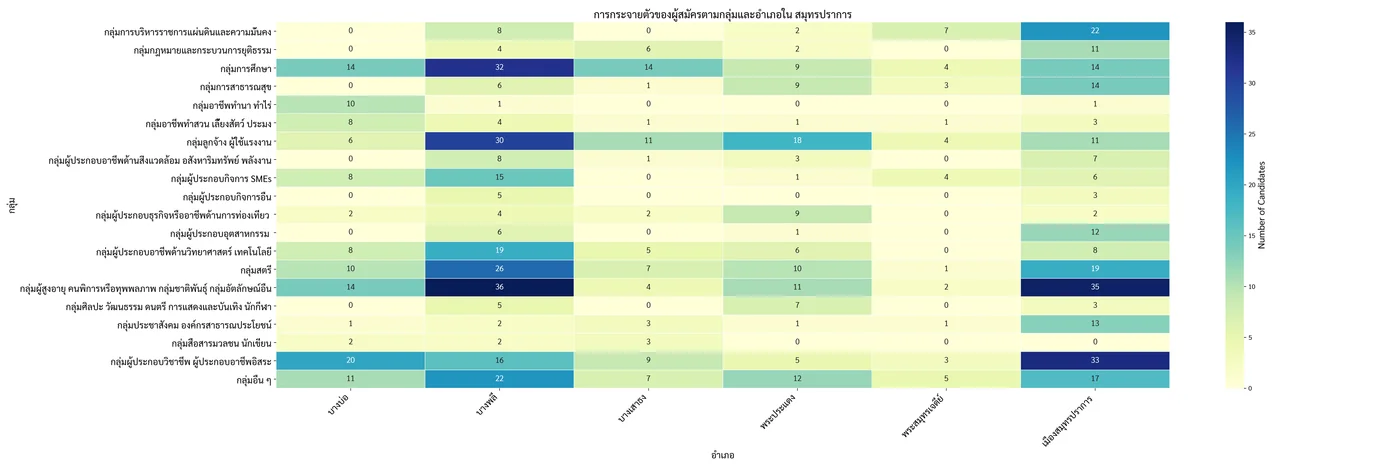 การกระจายตัวของผู้สมัครตามกลุ่มและอำเภอใน สมุทรปราการ
กลุ่ม
กลุ่มการบริหารราชการแผ่นดินและความมั่นคง 0 8 0 2 7 22
กลุ่มกฎหมายและกระบวนการยุติธรรม 0 4 6 2 0 11
กลุ่มการศึกษา 14 32 14 9 4 14
กลุ่มการสาธารณสุข 0 6 1 9 3 14
กลุ่มอาชีพทำนา ทำไร่ 10 1 0 0 0 1
กลุ่มอาชีพทำสวน เลี้ยงสัตว์ ประมง 8 4 1 1 1 3
กลุ่มลูกจ้าง ผู้ใช้แรงงาน 6 30 11 18 4 11
กลุ่มผู้ประกอบอาชีพด้านสิ่งแวดล้อม อสังหาริมทรัพย์ พลังงาน 0 8 1 3 0 7
กลุ่มผู้ประกอบกิจการ SMEs 8 15 0 1 4 6
กลุ่มผู้ประกอบกิจการอื่น 0 5 0 0 0 3
กลุ่มผู้ประกอบธุรกิจหรืออาชีพด้านการท่องเที่ยว 2 4 2 9 0 2
กลุ่มผู้ประกอบอุตสาหกรรม 0 6 0 1 0 12
กลุ่มผู้ประกอบอาชีพด้านวิทยาศาสตร์ เทคโนโลยี 8 19 5 6 0 8
กลุ่มสตรี 10 26 7 10 1 19
กลุ่มผู้สูงอายุ คนพิการหรือทุพพลภาพ กลุ่มชาติพันธุ์ กลุ่มอัตลักษณ์อื่น 14 36 4 11 2 35
กลุ่มศิลปะ วัฒนธรรม ดนตรี การแสดงและบันเทิง นักกีฬา 0 5 0 7 0 3
กลุ่มประชาสังคม องค์กรสาธารณประโยชน์ 1 2 3 1 1 13
กลุ่มสื่อสารมวลชน นักเขียน 2 2 3 0 0 0
กลุ่มผู้ประกอบวิชาชีพ ผู้ประกอบอาชีพอิสระ 20 16 9 5 3 33
กลุ่มอื่น ๆ 11 22 7 12 5 17
บางบ่อ บางพลี บางเสาธง พระประแดง พระสมุทรเจดีย์ เมืองสมุทรปราการ
อำเภอ
35
30
25
20
15
10
5
0
Number of Candidates